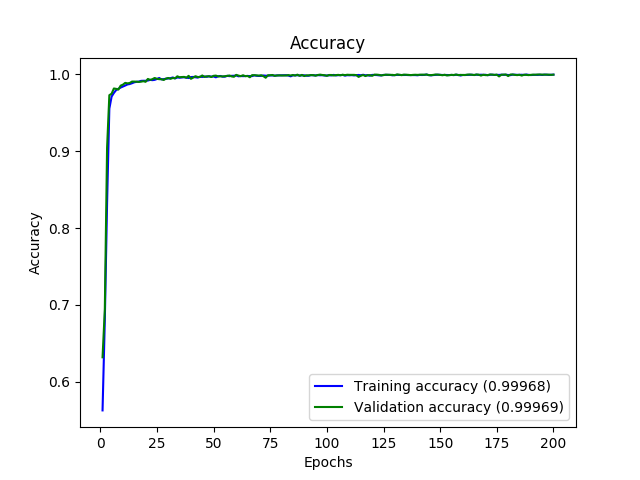 Accuracy
1.0
0.9
0.8
0.7
0.6
Accuracy
Training accuracy (0.99968)
Validation accuracy (0.99969)
0 25 50 75 100 125 150 175 200
Epochs